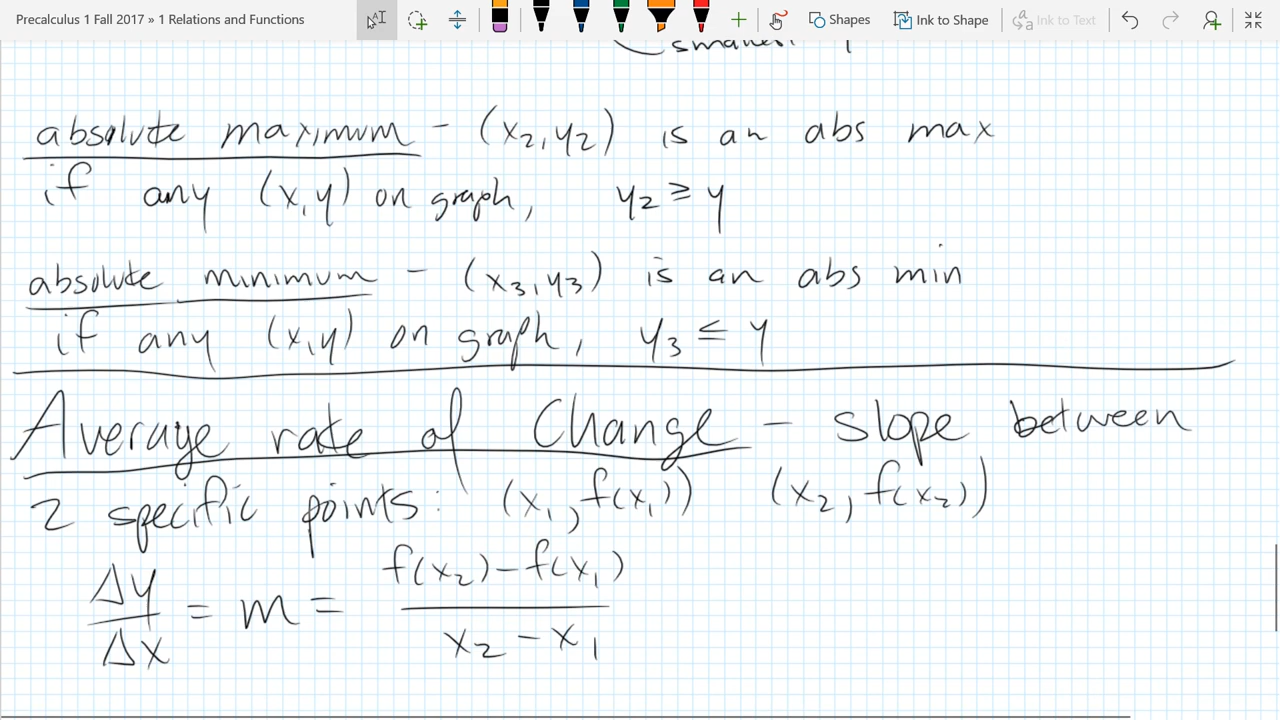 Precalculus 1 Fall 2017 » 1 Relations and Functions
Shapes Ink to Shape Ink to Text
absolute maximum - (x₂, y₂) is an abs max
if any (x, y) on graph, y₂ ≥ y
absolute minimum - (x₃, y₃) is an abs min
if any (x, y) on graph, y₃ ≤ y
Average rate of Change - slope between
2 specific points: (x₁, f(x₁)) (x₂, f(x₂))
Δy/Δx = m = f(x₂) - f(x₁) / x₂ - x₁